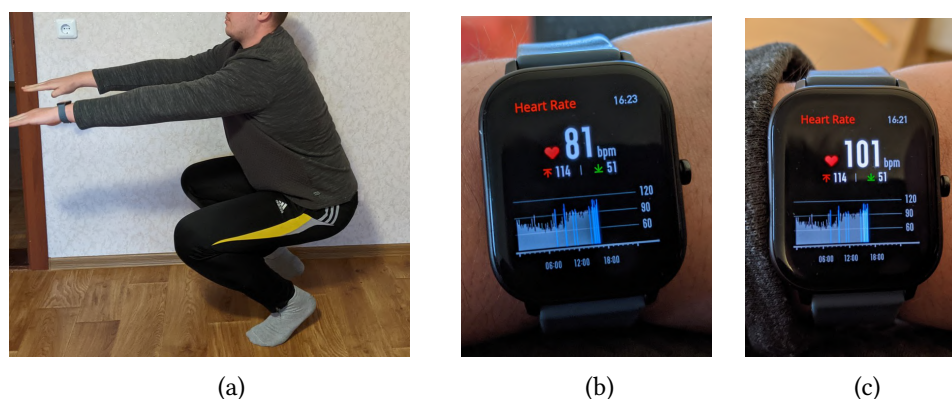 adidas
Heart Rate 16:23
81 bpm
114 | 51
120
90
60
06:00 12:00 18:00
Heart Rate 16:21
101 bpm
114 | 51
120
90
60
06:00 12:00 18:00
(a) (b) (c)